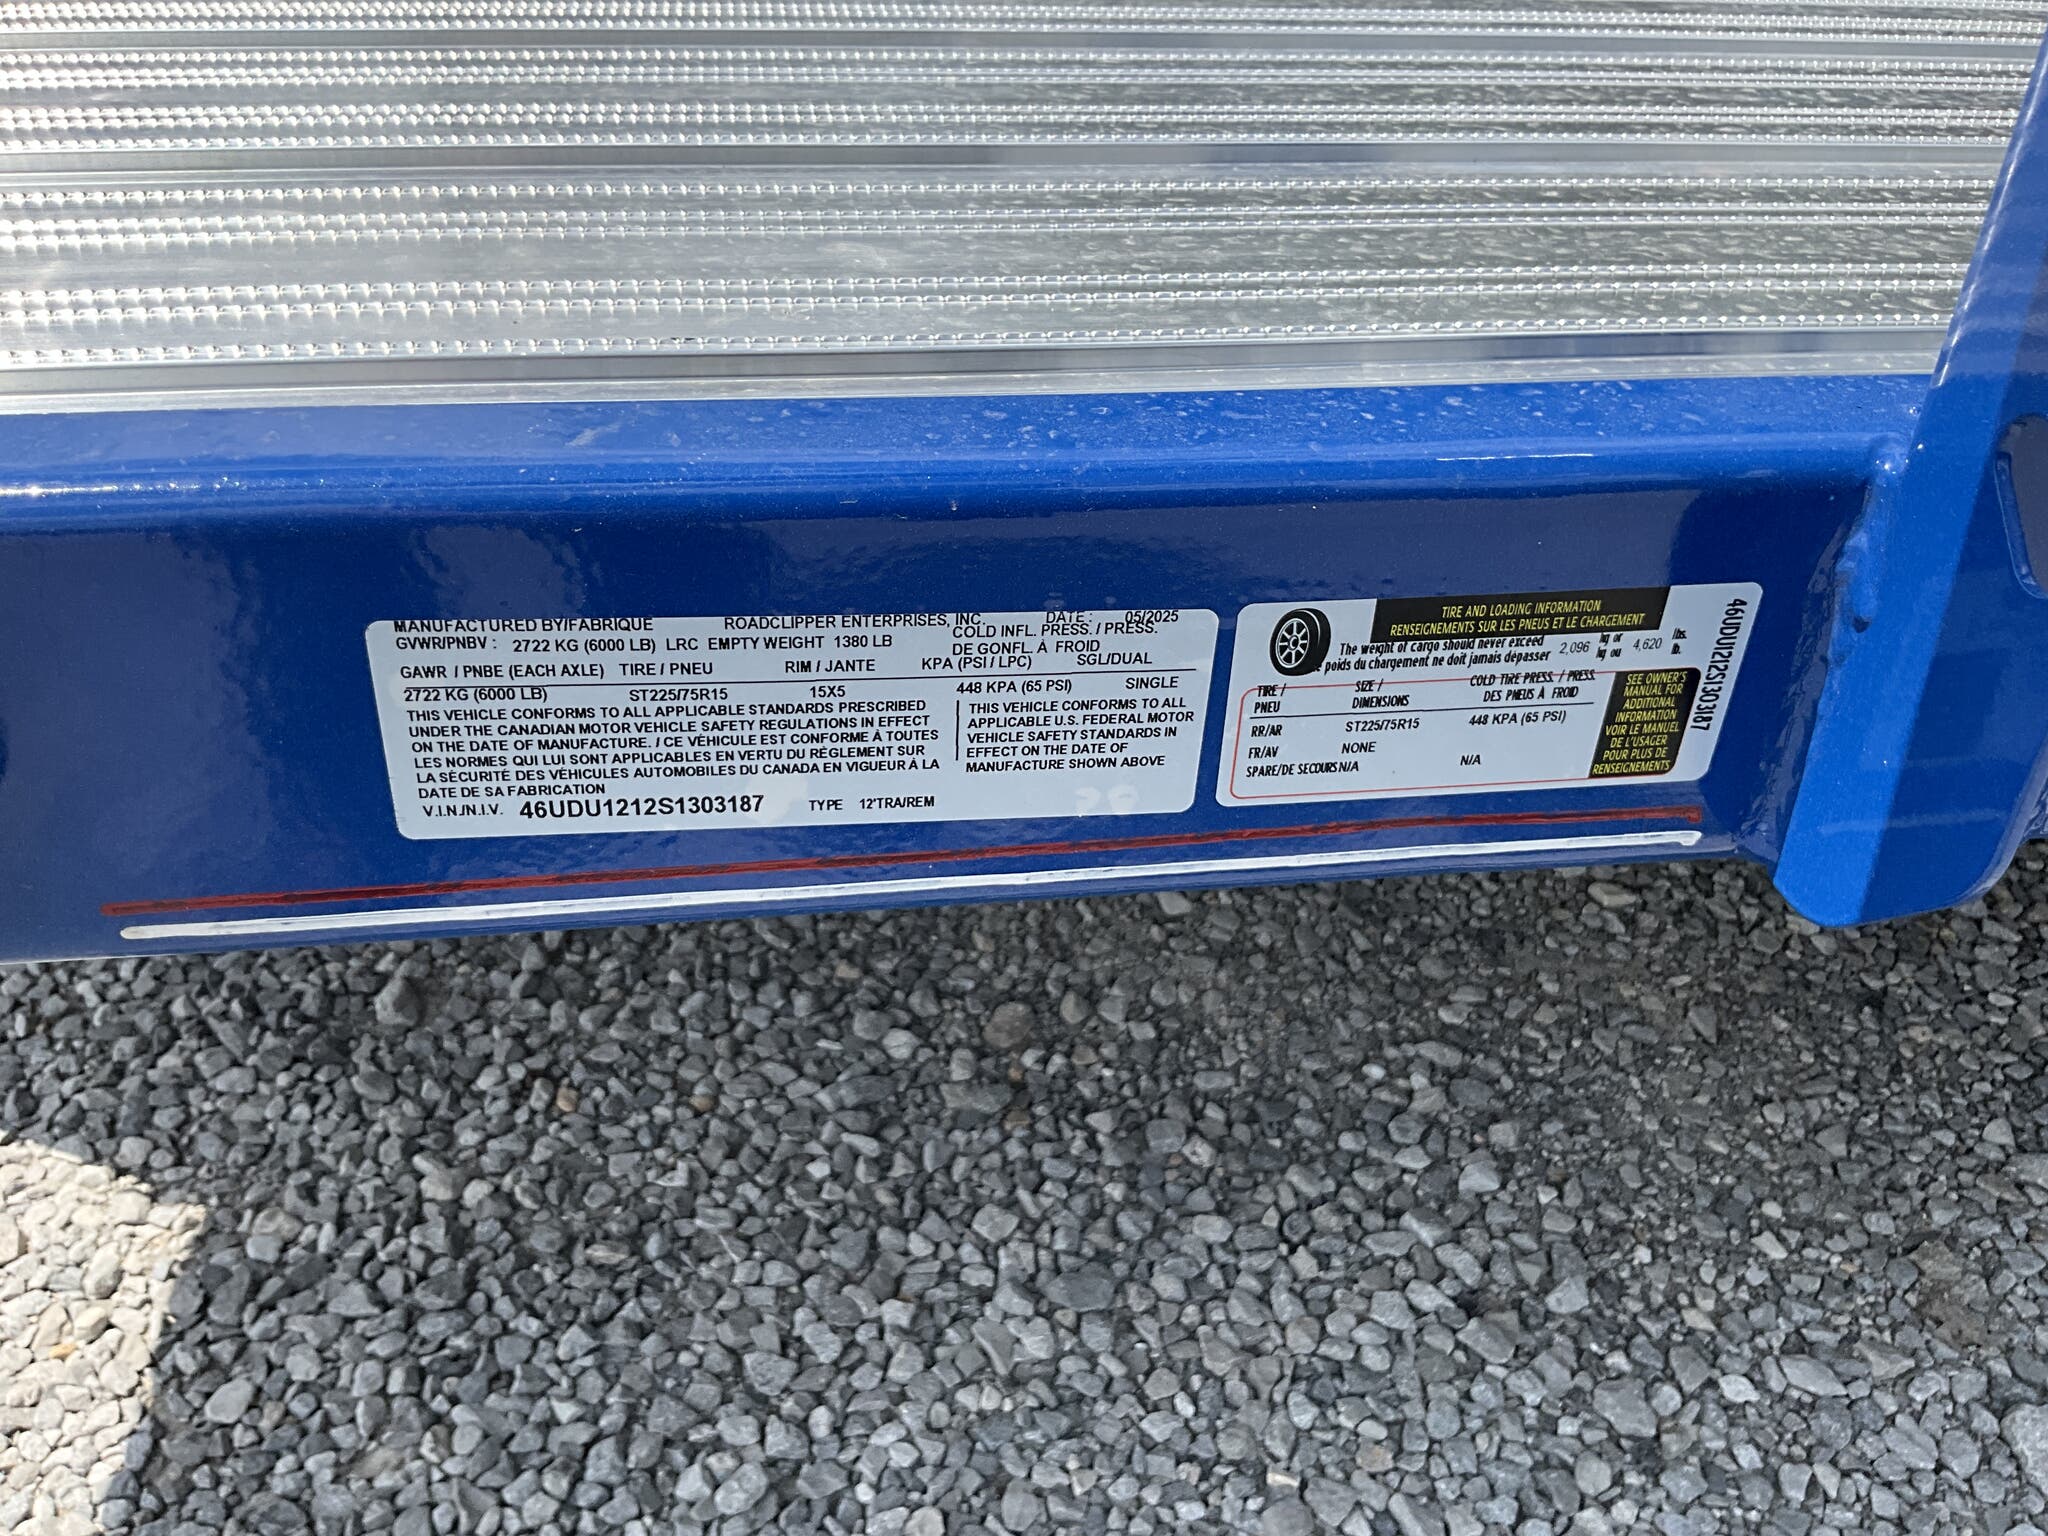 MANUFACTURED BY/FABRIQUE ROADCLIPPER ENTERPRISES, INC. DATE: 05/2025
GVWR/PNBV : 2722 KG (6000 LB) LRC EMPTY WEIGHT 1380 LB COLD INFL. PRESS. / PRESS.
DE GONFL. À FROID
GAWR / PNBE (EACH AXLE) TIRE / PNEU RIM / JANTE KPA (PSI / LPC) SGL/DUAL
2722 KG (6000 LB) ST225/75R15 15X5 448 KPA (65 PSI) SINGLE
THIS VEHICLE CONFORMS TO ALL APPLICABLE STANDARDS PRESCRIBED
UNDER THE CANADIAN MOTOR VEHICLE SAFETY REGULATIONS IN EFFECT
ON THE DATE OF MANUFACTURE. / CE VÉHICULE EST CONFORME À TOUTES
LES NORMES QUI LUI SONT APPLICABLES EN VERTU DU RÈGLEMENT SUR
LA SÉCURITÉ DES VÉHICULES AUTOMOBILES DU CANADA EN VIGUEUR À LA
DATE DE SA FABRICATION
THIS VEHICLE CONFORMS TO ALL
APPLICABLE U.S. FEDERAL MOTOR
VEHICLE SAFETY STANDARDS IN
EFFECT ON THE DATE OF
MANUFACTURE SHOWN ABOVE
V.I.N./N.I.V. 46UDU1212S1303187 TYPE 12'TRA/REM
TIRE AND LOADING INFORMATION
RENSEIGNEMENTS SUR LES PNEUS ET LE CHARGEMENT
The weight of cargo should never exceed 2,096 kg or 4,620 lbs.
e poids du chargement ne doit jamais dépasser kg ou lb.
TIRE / SIZE / COLD TIRE PRESS. / PRESS.
PNEU DIMENSIONS DES PNEUS À FROID
RR/AR ST225/75R15 448 KPA (65 PSI)
FR/AV NONE
SPARE/DE SECOURS N/A N/A
SEE OWNER'S
MANUAL FOR
ADDITIONAL
INFORMATION
VOIR LE MANUEL
DE L'USAGER
POUR PLUS DE
RENSEIGNEMENTS
46UDU1212S1303187